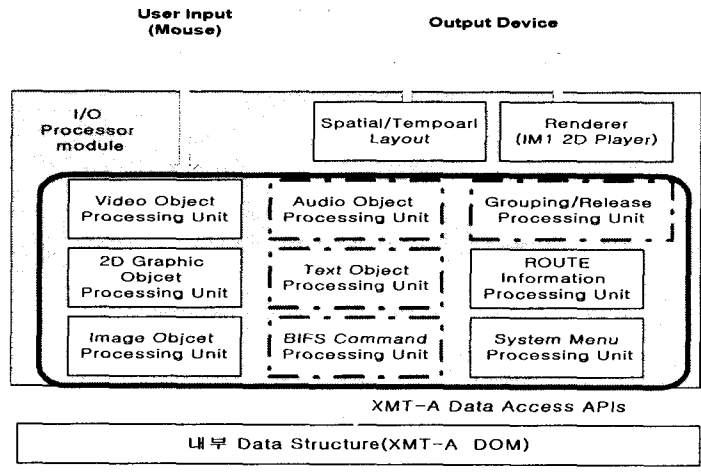 User Input
(Mouse)
Output Device
I/O
Processor
module
Spatial/Tempoarl
Layout
Renderer
(IM1 2D Player)
Video Object
Processing Unit
Audio Object
Processing Unit
Grouping/Release
Processing Unit
2D Graphic
Objcet
Processing Unit
Text Object
Processing Unit
ROUTE
Information
Processing Unit
Image Objcet
Processing Unit
BIFS Command
Processing Unit
System Menu
Processing Unit
XMT-A Data Access APIs
내부 Data Structure(XMT-A DOM)